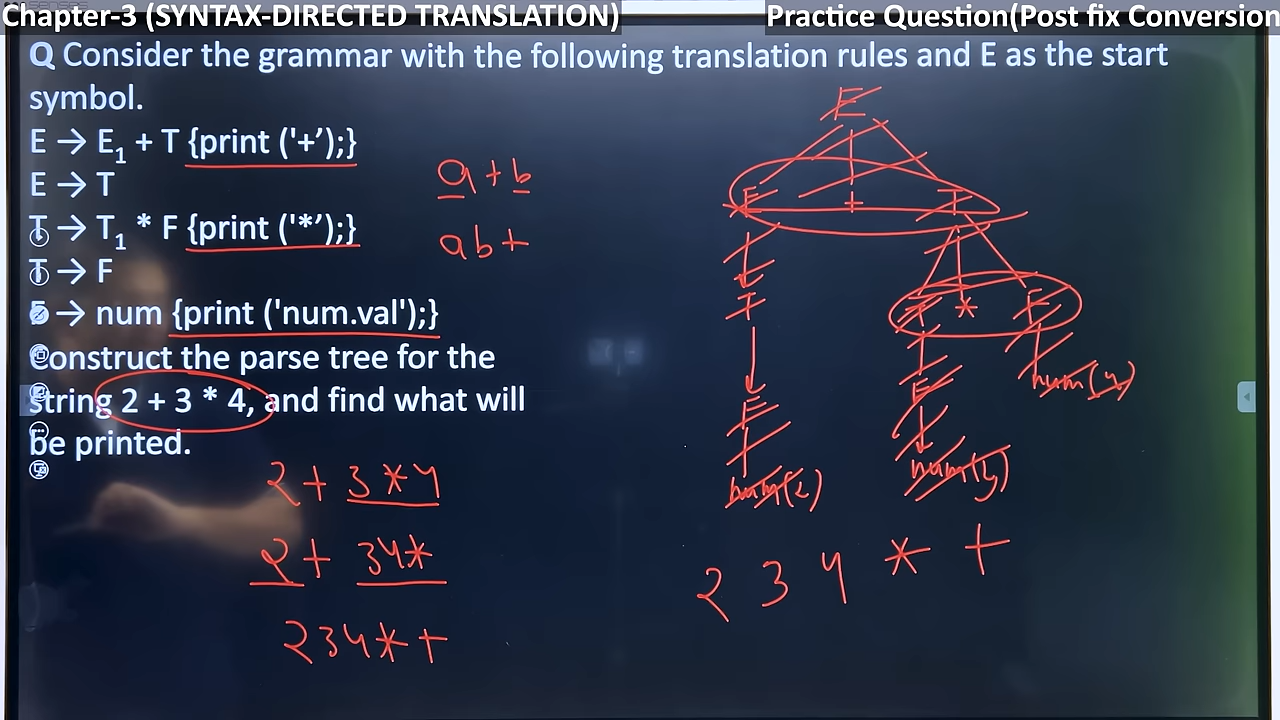 Chapter-3 (SYNTAX-DIRECTED TRANSLATION)
Practice Question(Post fix Conversion
Q Consider the grammar with the following translation rules and E as the start
symbol.
E → E₁ + T {print ('+’);}
E → T
T → T₁ * F {print ('*’);}
T → F
F → num {print ('num.val');}
Construct the parse tree for the
string 2 + 3 * 4, and find what will
be printed.
a + b
ab+
2 + 3 * 4
2 + 34*
234*+
E
E + T
T
T * F
F
F
num(4)
num(2)
num(3)
2 3 4 * +